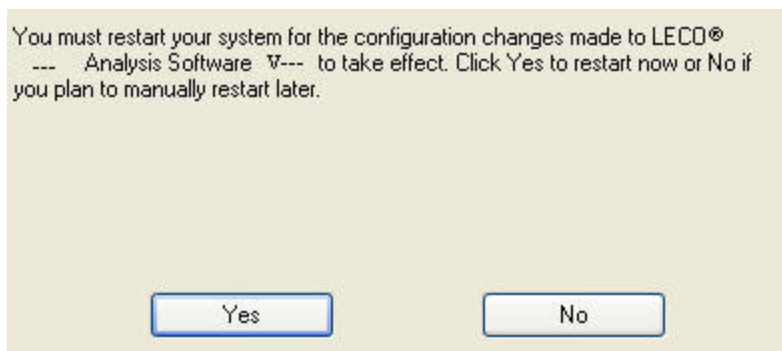 You must restart your system for the configuration changes made to LECO®
--- Analysis Software V--- to take effect. Click Yes to restart now or No if
you plan to manually restart later.
Yes
No